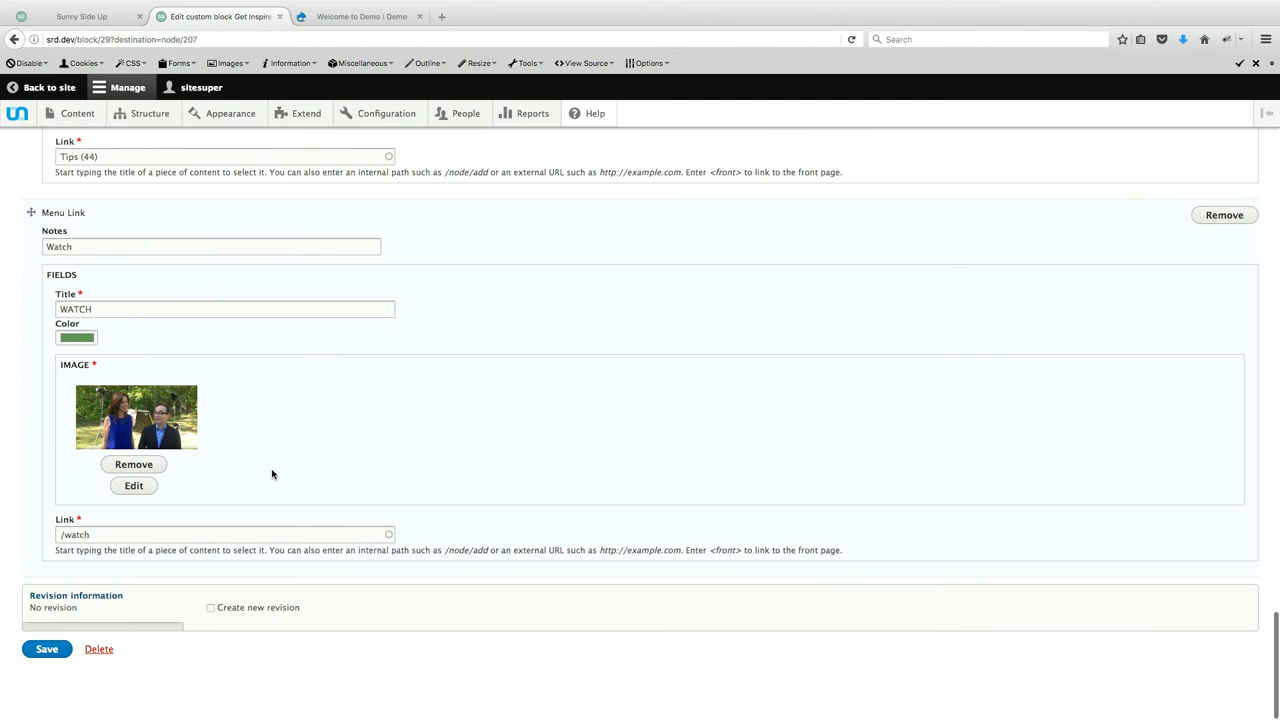 Sunny Side Up
Edit custom block Get Inspire
Welcome to Demo | Demo
srd.dev/block/29?destination=node/207
Search
Disable
Cookies
CSS
Forms
Images
Information
Miscellaneous
Outline
Resize
Tools
View Source
Options
Back to site
Manage
sitesuper
Content
Structure
Appearance
Extend
Configuration
People
Reports
Help
Link *
Tips (44)
Start typing the title of a piece of content to select it. You can also enter an internal path such as /node/add or an external URL such as http://example.com. Enter <front> to link to the front page.
Menu Link
Remove
Notes
Watch
FIELDS
Title *
WATCH
Color
IMAGE *
Remove
Edit
Link *
/watch
Start typing the title of a piece of content to select it. You can also enter an internal path such as /node/add or an external URL such as http://example.com. Enter <front> to link to the front page.
Revision information
No revision
Create new revision
Save
Delete